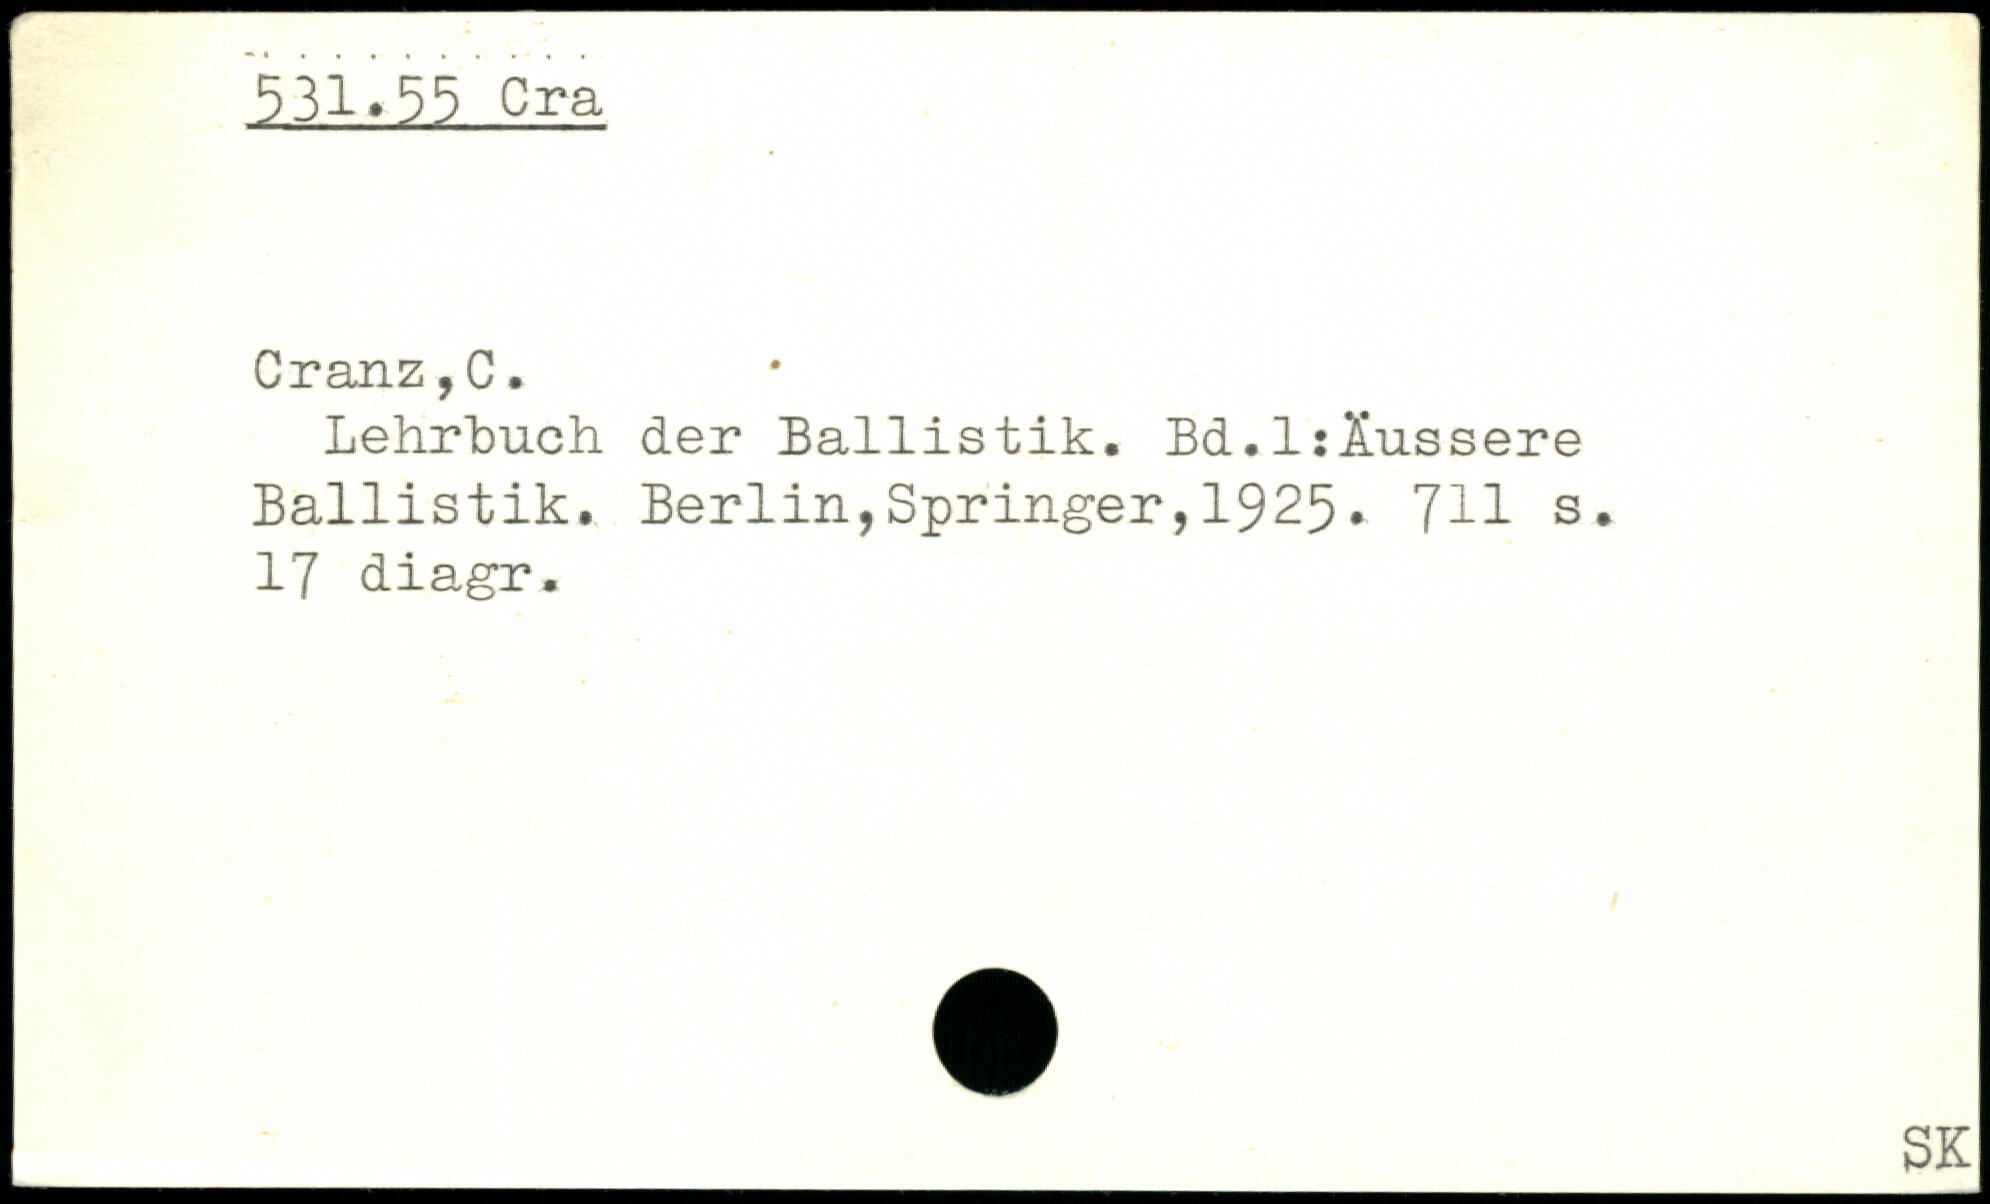 531.55 Cra
Cranz,C.
Lehrbuch der Ballistik. Bd.1:Äussere
Ballistik. Berlin,Springer,1925. 711 s.
17 diagr.
SK